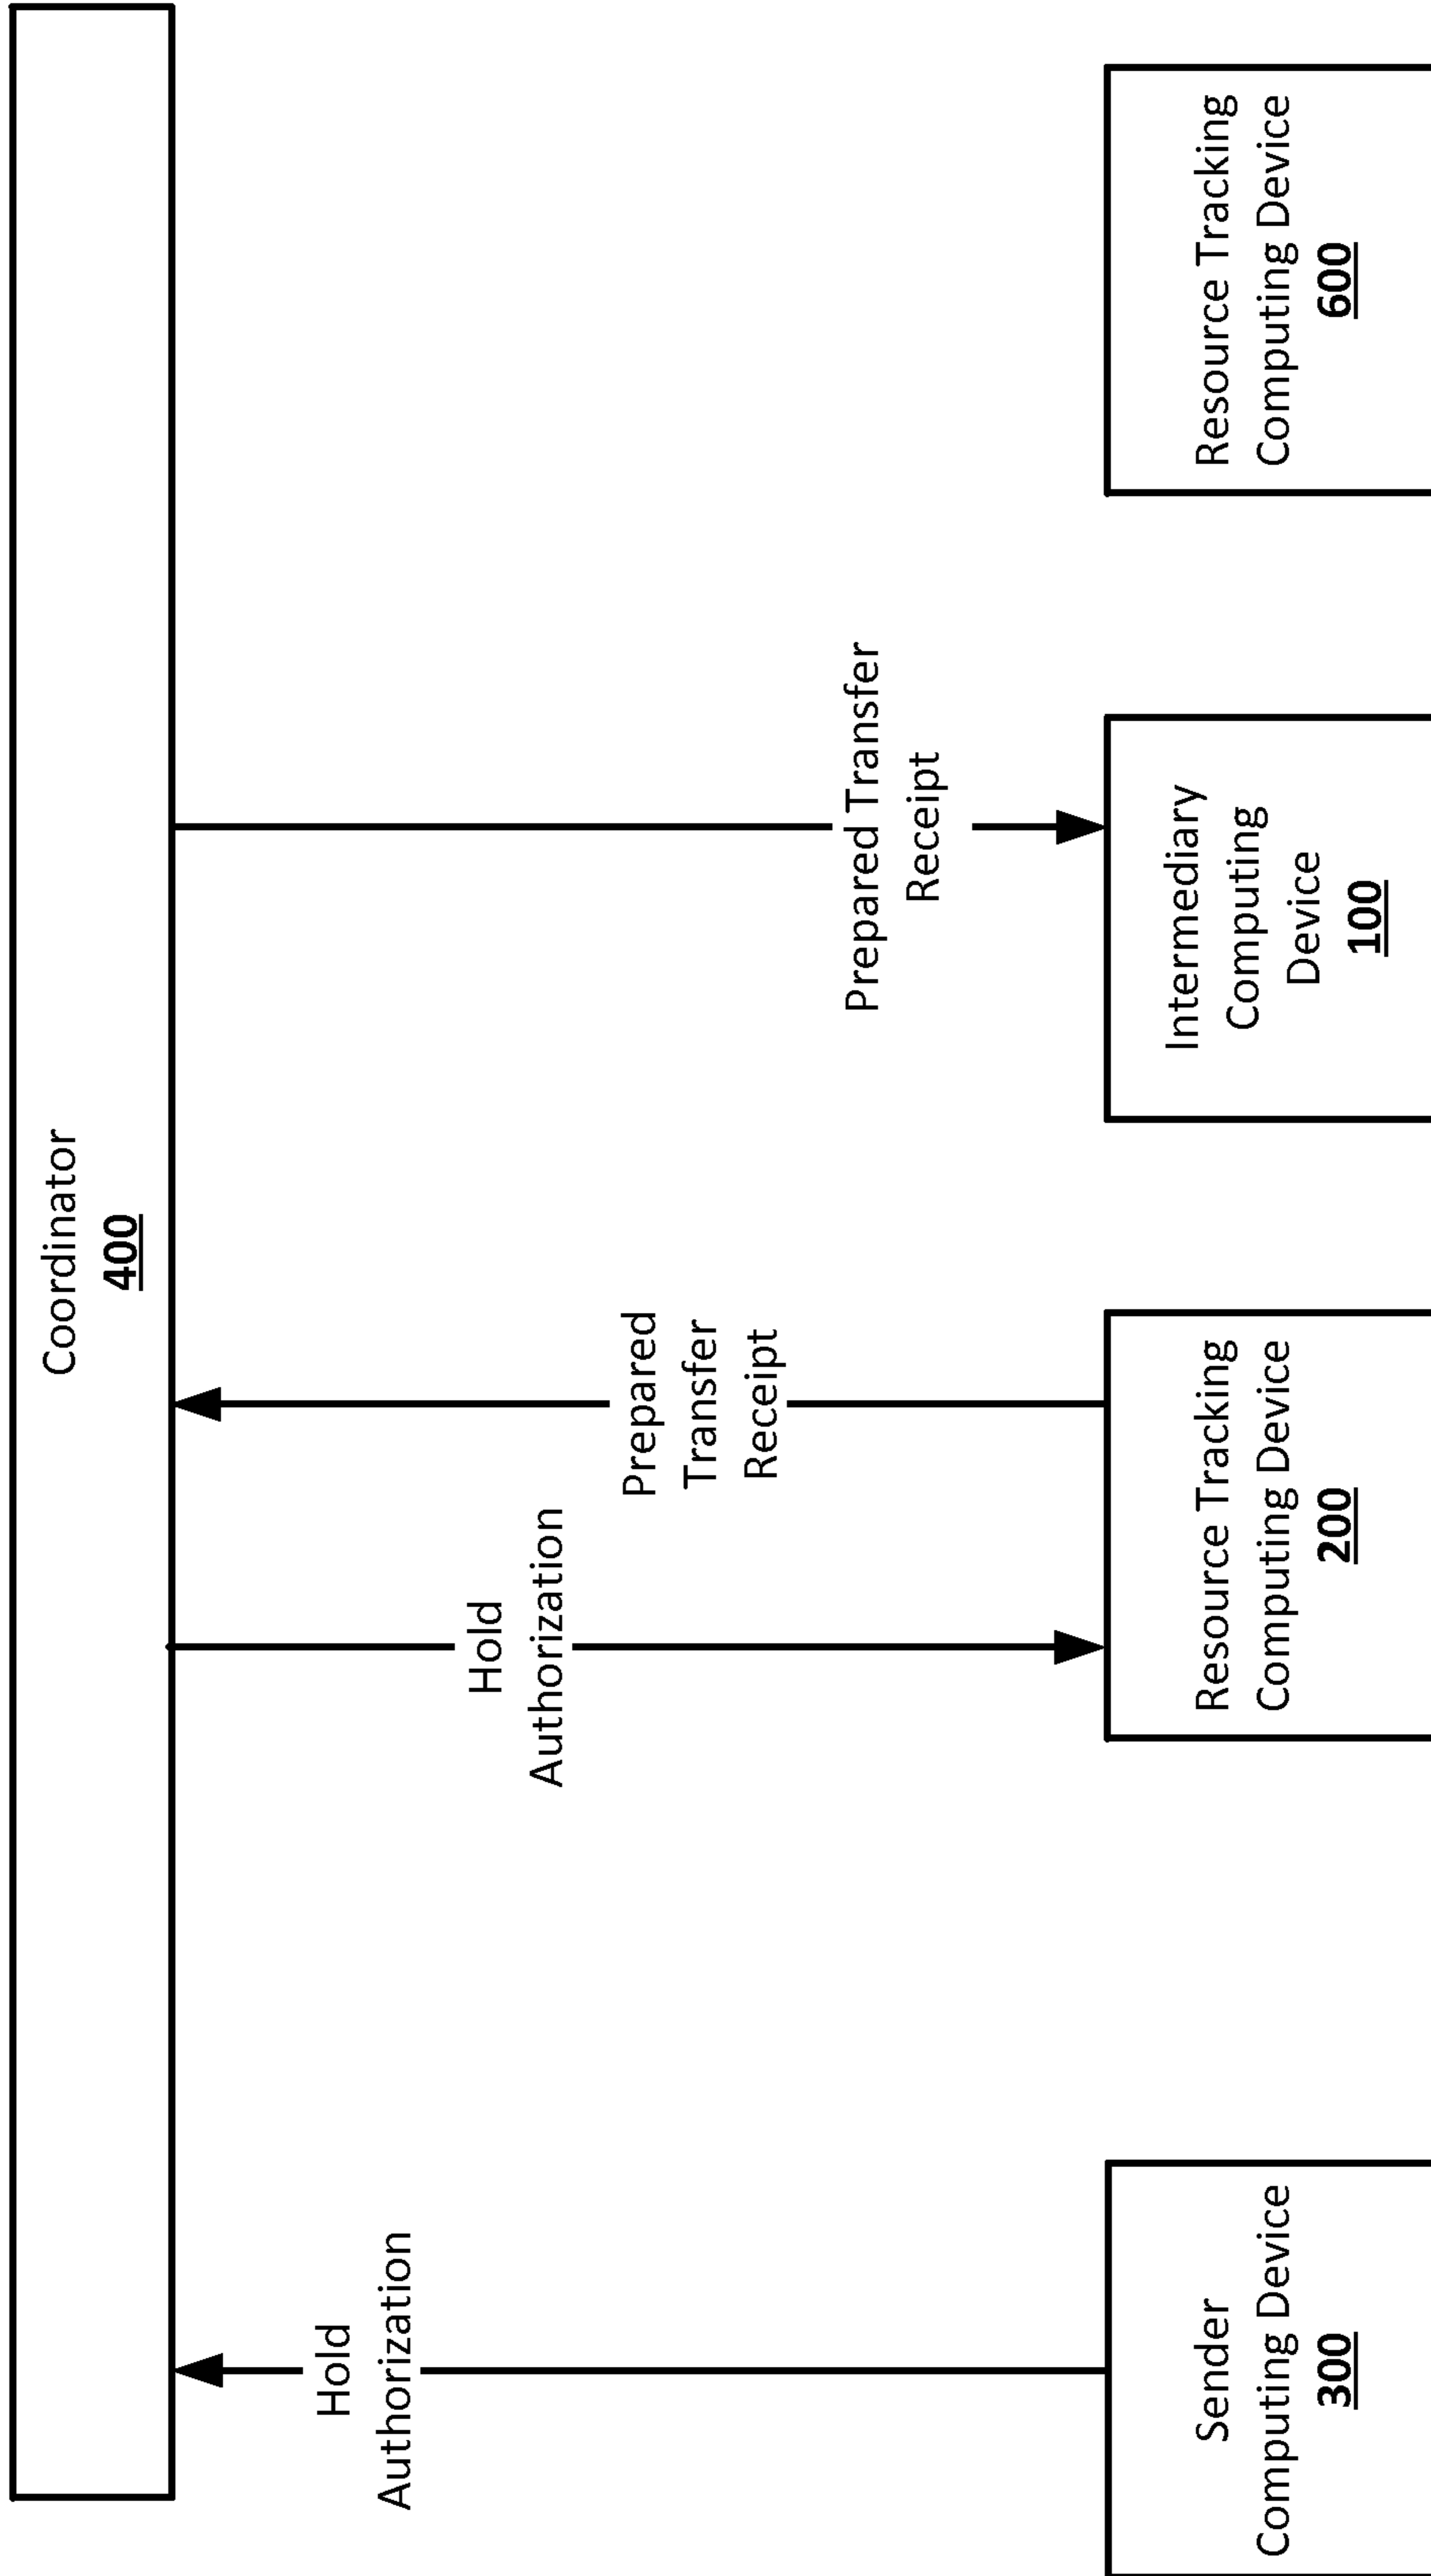 Coordinator
400
Hold
Authorization
Hold
Authorization
Prepared
Transfer
Receipt
Prepared Transfer
Receipt
Sender
Computing Device
300
Resource Tracking
Computing Device
200
Intermediary
Computing
Device
100
Resource Tracking
Computing Device
600